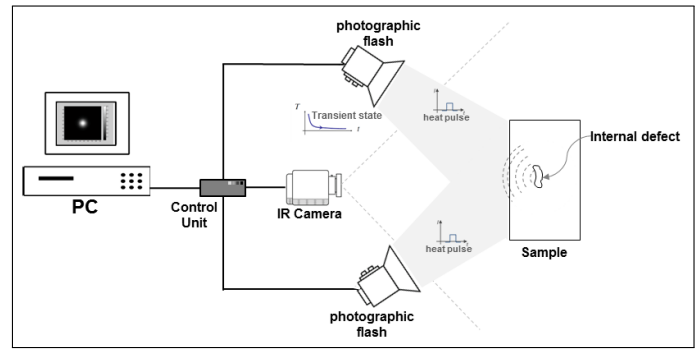 photographic
flash
T
Transient state
t
heat pulse
Internal defect
PC
Control
Unit
IR Camera
heat pulse
Sample
photographic
flash